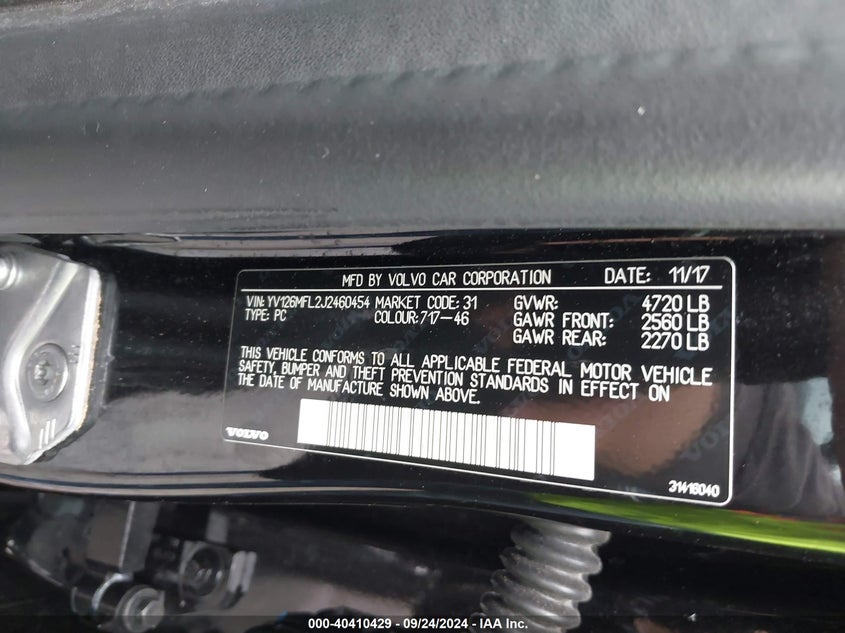 MFD BY VOLVO CAR CORPORATION DATE: 11/17
VIN: YV126MFL2J2460454 MARKET CODE: 31 GVWR: 4720 LB
TYPE: PC COLOUR: 717-46 GAWR FRONT: 2560 LB
GAWR REAR: 2270 LB
THIS VEHICLE CONFORMS TO ALL APPLICABLE FEDERAL MOTOR VEHICLE
SAFETY, BUMPER AND THEFT PREVENTION STANDARDS IN EFFECT ON
THE DATE OF MANUFACTURE SHOWN ABOVE.
VOLVO
31416040
000-40410429 - 09/24/2024 - IAA Inc.